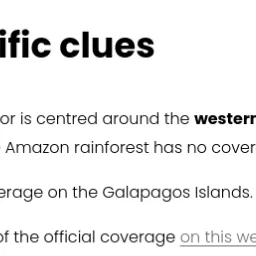 ific clues
or is centred around the western
Amazon rainforest has no cover
erage on the Galapagos Islands.
of the official coverage on this we